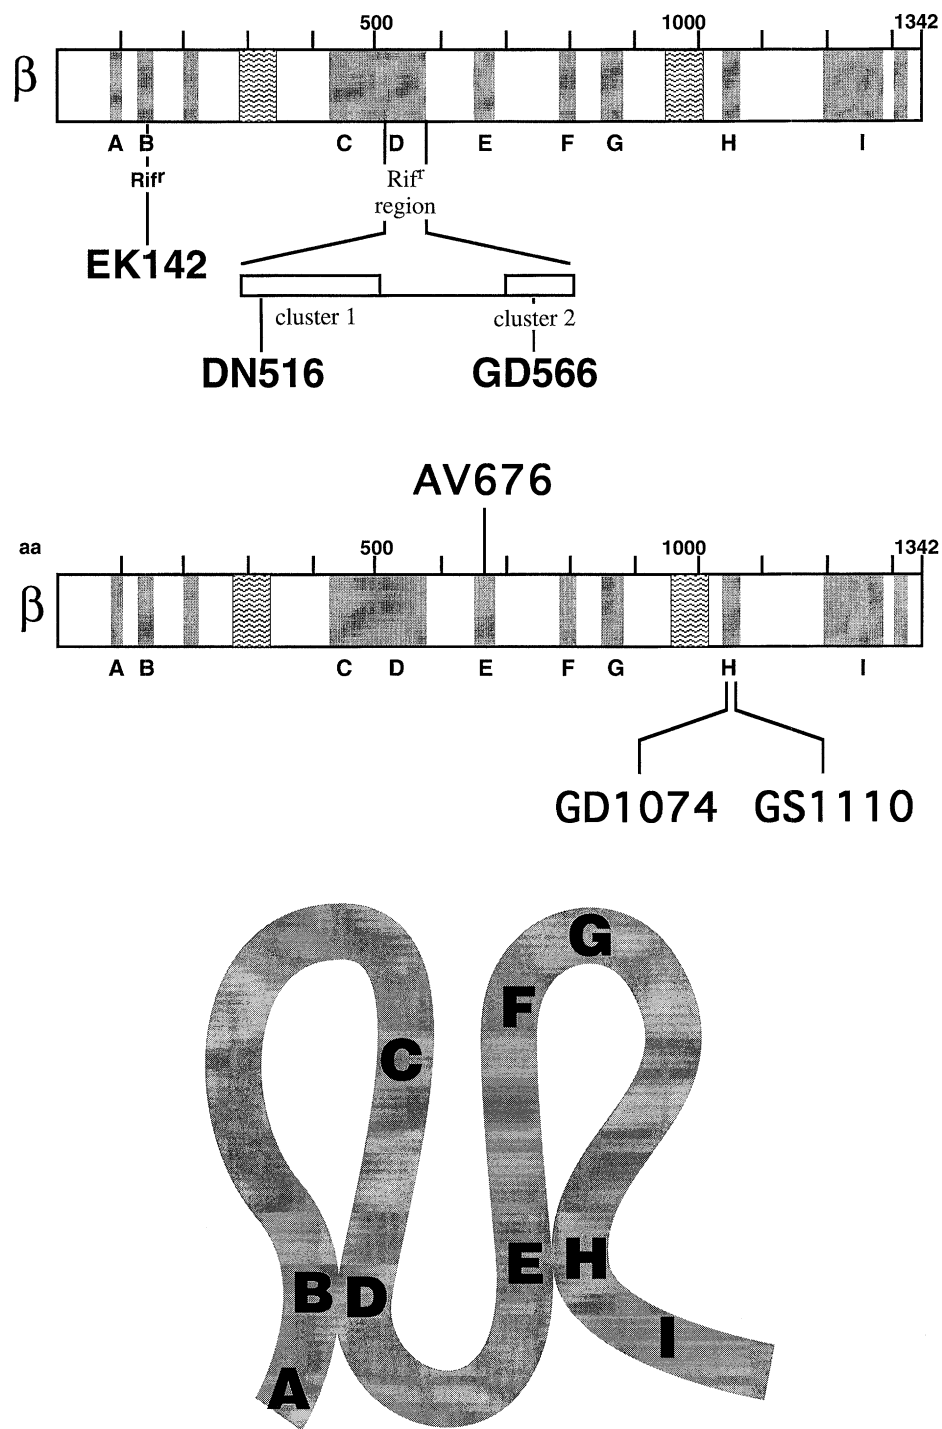 500 1000 1342
β
A B C D E F G H I
Rifʳ Rifʳ
region
EK142
cluster 1 cluster 2
DN516 GD566
AV676
aa 500 1000 1342
β
A B C D E F G H I
GD1074 GS1110
G
F
C
E H
B D
I
A